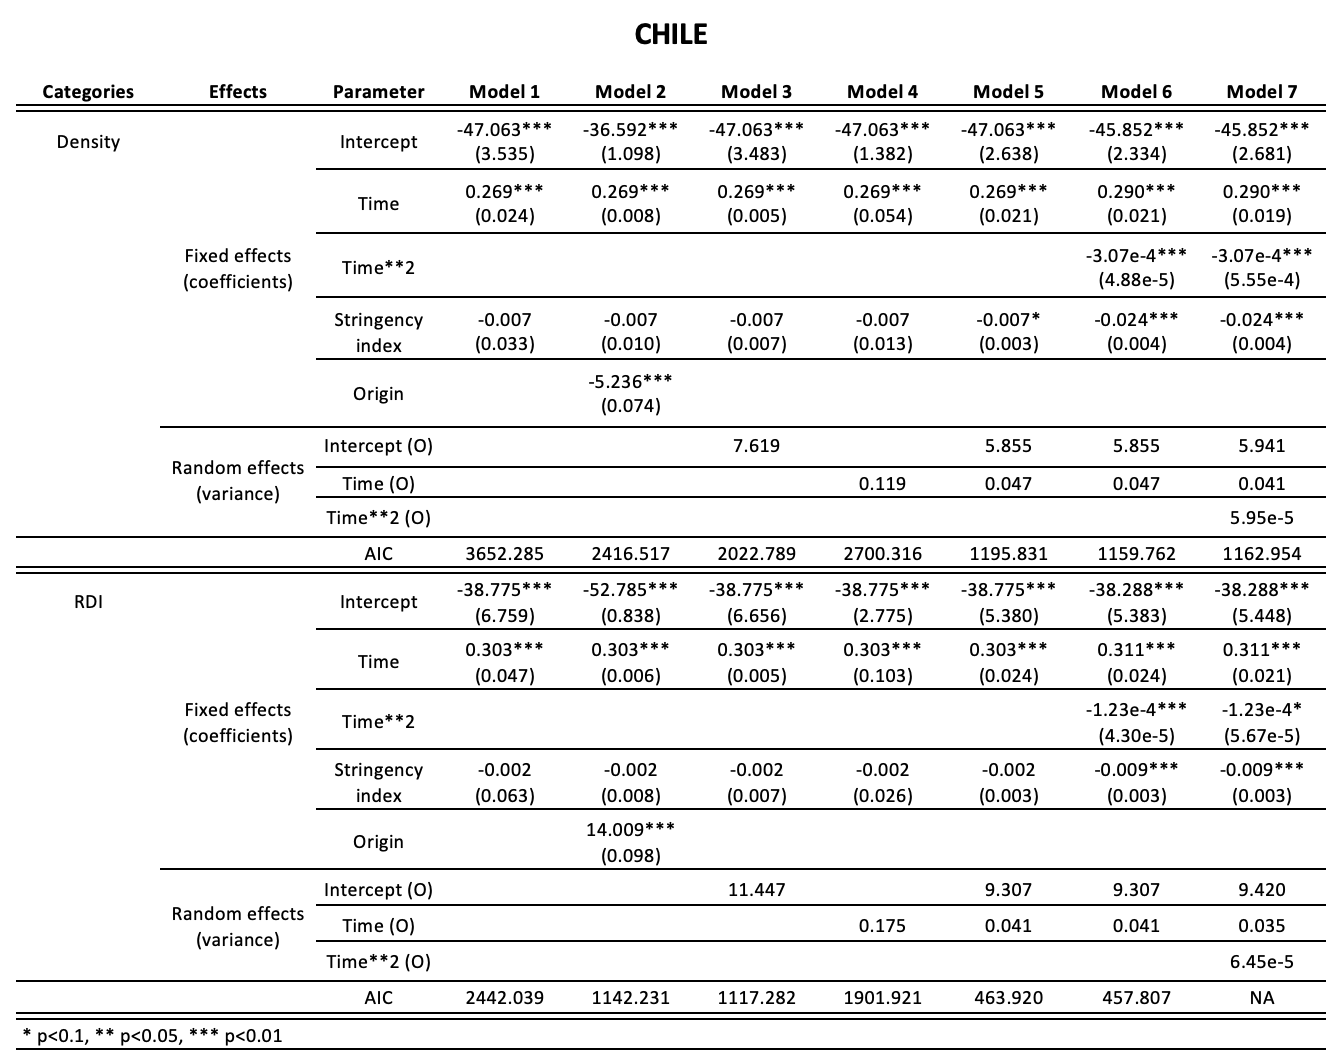 CHILE
Categories Effects Parameter Model 1 Model 2 Model 3 Model 4 Model 5 Model 6 Model 7
Density Fixed effects (coefficients) Intercept -47.063*** -36.592*** -47.063*** -47.063*** -47.063*** -45.852*** -45.852***
(3.535) (1.098) (3.483) (1.382) (2.638) (2.334) (2.681)
Time 0.269*** 0.269*** 0.269*** 0.269*** 0.269*** 0.290*** 0.290***
(0.024) (0.008) (0.005) (0.054) (0.021) (0.021) (0.019)
Time**2 -3.07e-4*** -3.07e-4***
(4.88e-5) (5.55e-4)
Stringency index -0.007 -0.007 -0.007 -0.007 -0.007* -0.024*** -0.024***
(0.033) (0.010) (0.007) (0.013) (0.003) (0.004) (0.004)
Origin -5.236***
(0.074)
Random effects (variance) Intercept (O) 7.619 5.855 5.855 5.941
Time (O) 0.119 0.047 0.047 0.041
Time**2 (O) 5.95e-5
AIC 3652.285 2416.517 2022.789 2700.316 1195.831 1159.762 1162.954
RDI Fixed effects (coefficients) Intercept -38.775*** -52.785*** -38.775*** -38.775*** -38.775*** -38.288*** -38.288***
(6.759) (0.838) (6.656) (2.775) (5.380) (5.383) (5.448)
Time 0.303*** 0.303*** 0.303*** 0.303*** 0.303*** 0.311*** 0.311***
(0.047) (0.006) (0.005) (0.103) (0.024) (0.024) (0.021)
Time**2 -1.23e-4*** -1.23e-4*
(4.30e-5) (5.67e-5)
Stringency index -0.002 -0.002 -0.002 -0.002 -0.002 -0.009*** -0.009***
(0.063) (0.008) (0.007) (0.026) (0.003) (0.003) (0.003)
Origin 14.009***
(0.098)
Random effects (variance) Intercept (O) 11.447 9.307 9.307 9.420
Time (O) 0.175 0.041 0.041 0.035
Time**2 (O) 6.45e-5
AIC 2442.039 1142.231 1117.282 1901.921 463.920 457.807 NA
* p<0.1, ** p<0.05, *** p<0.01